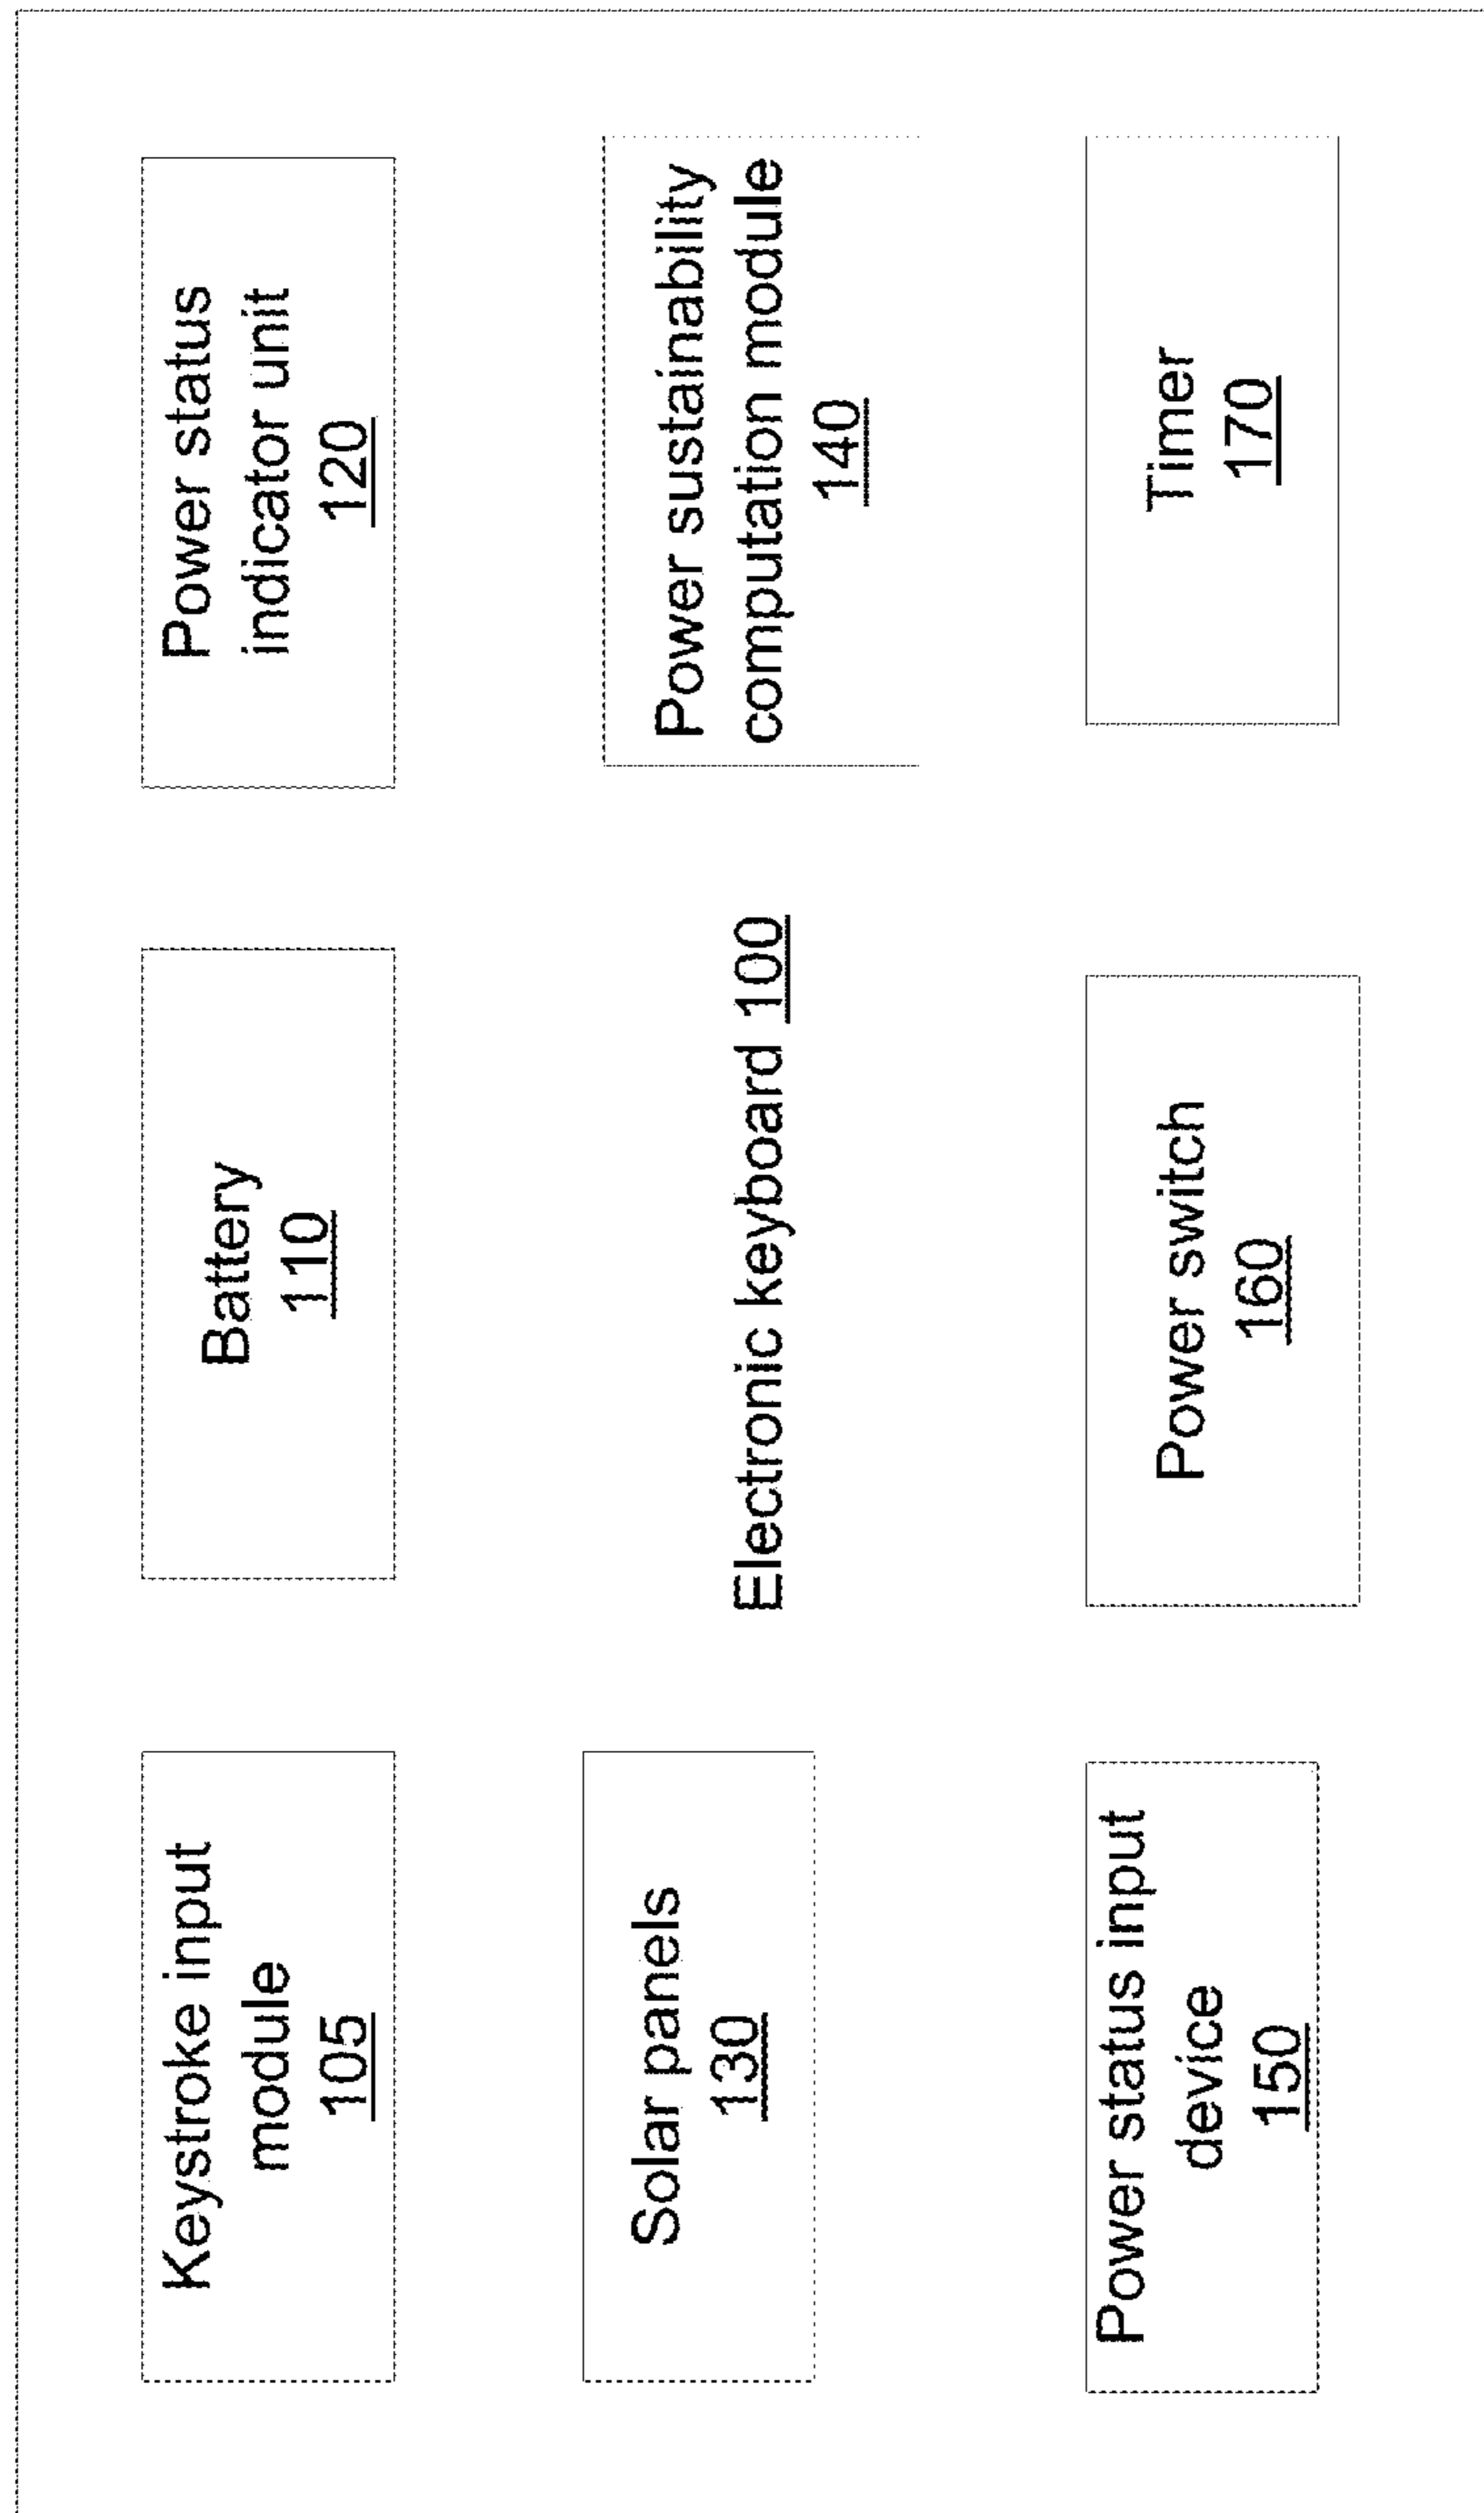 Keystroke input
module
105
Battery
110
Power status
indicator unit
120
Solar panels
130
Electronic keyboard 100
Power sustainability
computation module
140
Power status input
device
150
Power switch
160
Timer
170